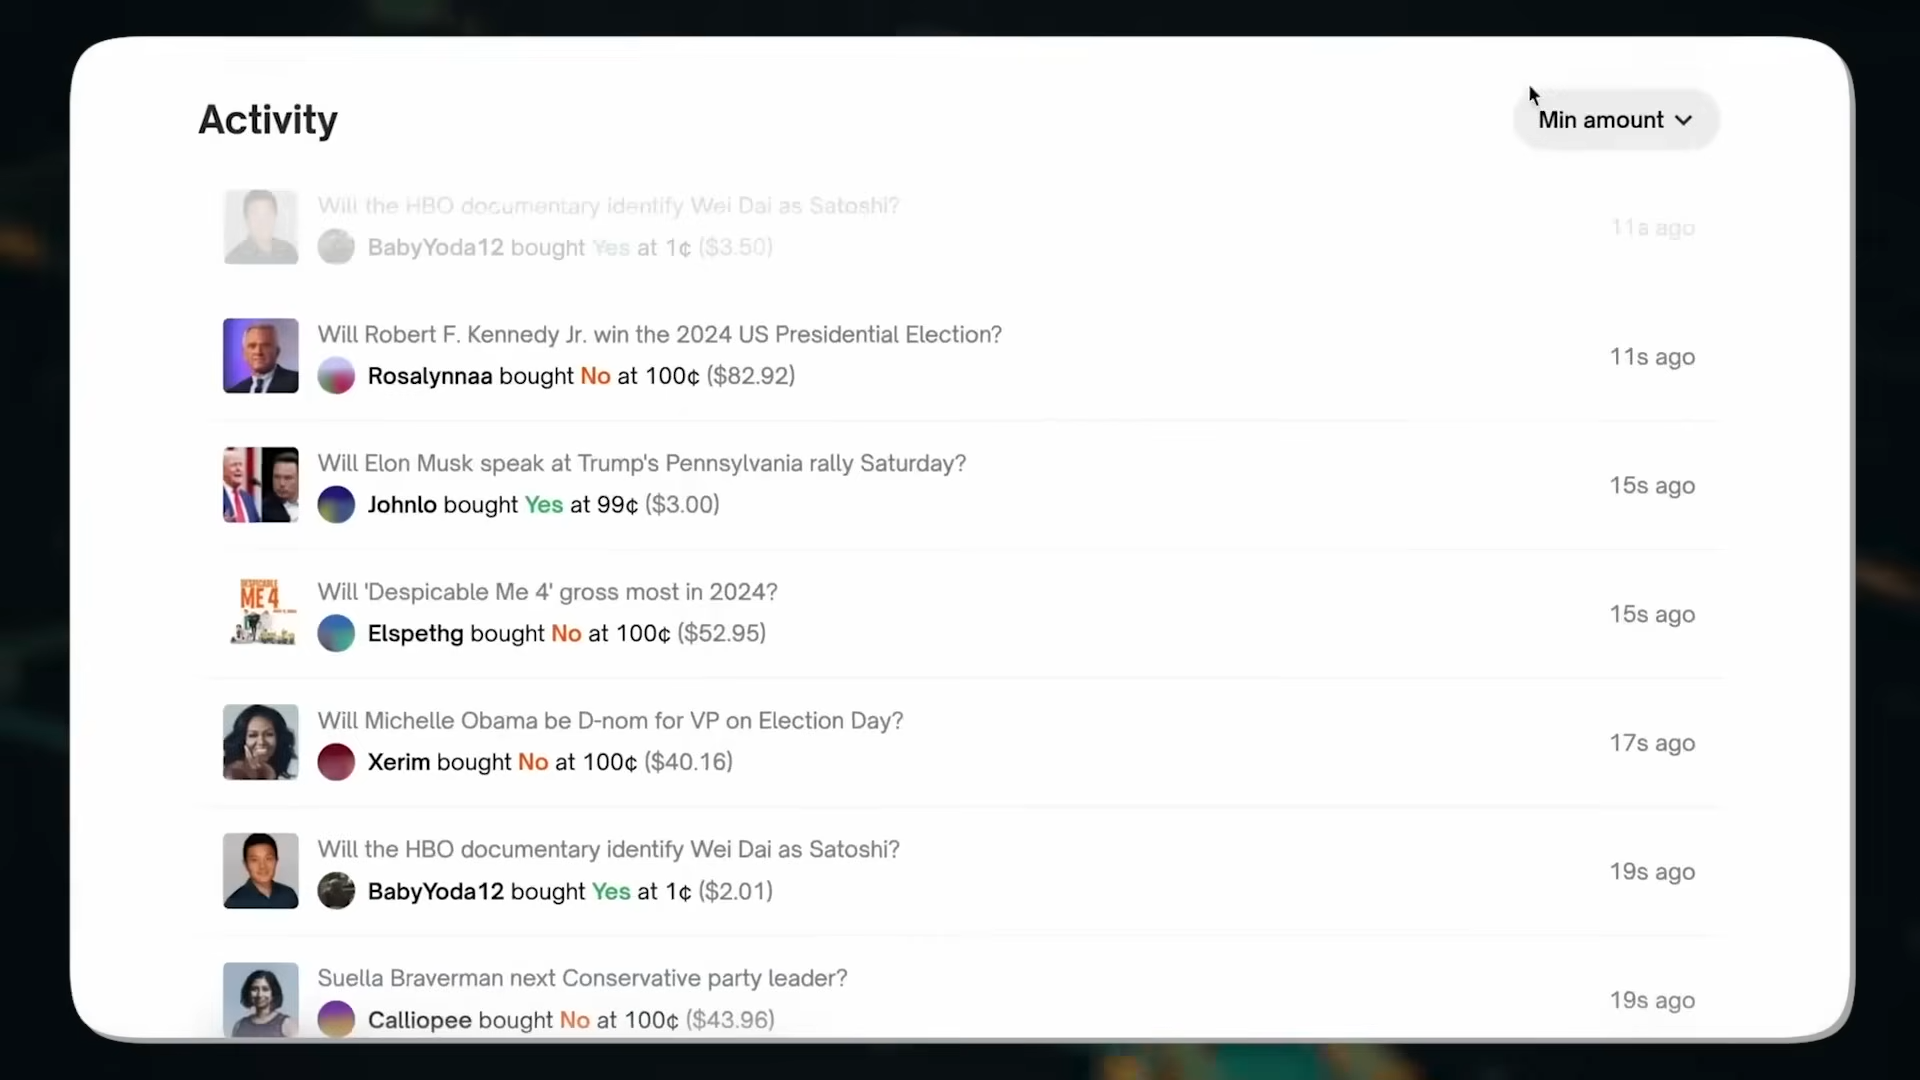 Activity
Min amount
Will the HBO documentary identify Wei Dai as Satoshi?
BabyYoda12 bought Yes at 1¢ ($3.50)
11s ago
Will Robert F. Kennedy Jr. win the 2024 US Presidential Election?
Rosalynnaa bought No at 100¢ ($82.92)
11s ago
Will Elon Musk speak at Trump's Pennsylvania rally Saturday?
Johnlo bought Yes at 99¢ ($3.00)
15s ago
DESPICABLE
ME 4
Will 'Despicable Me 4' gross most in 2024?
Elspethg bought No at 100¢ ($52.95)
15s ago
Will Michelle Obama be D-nom for VP on Election Day?
Xerim bought No at 100¢ ($40.16)
17s ago
Will the HBO documentary identify Wei Dai as Satoshi?
BabyYoda12 bought Yes at 1¢ ($2.01)
19s ago
Suella Braverman next Conservative party leader?
Calliopee bought No at 100¢ ($43.96)
19s ago